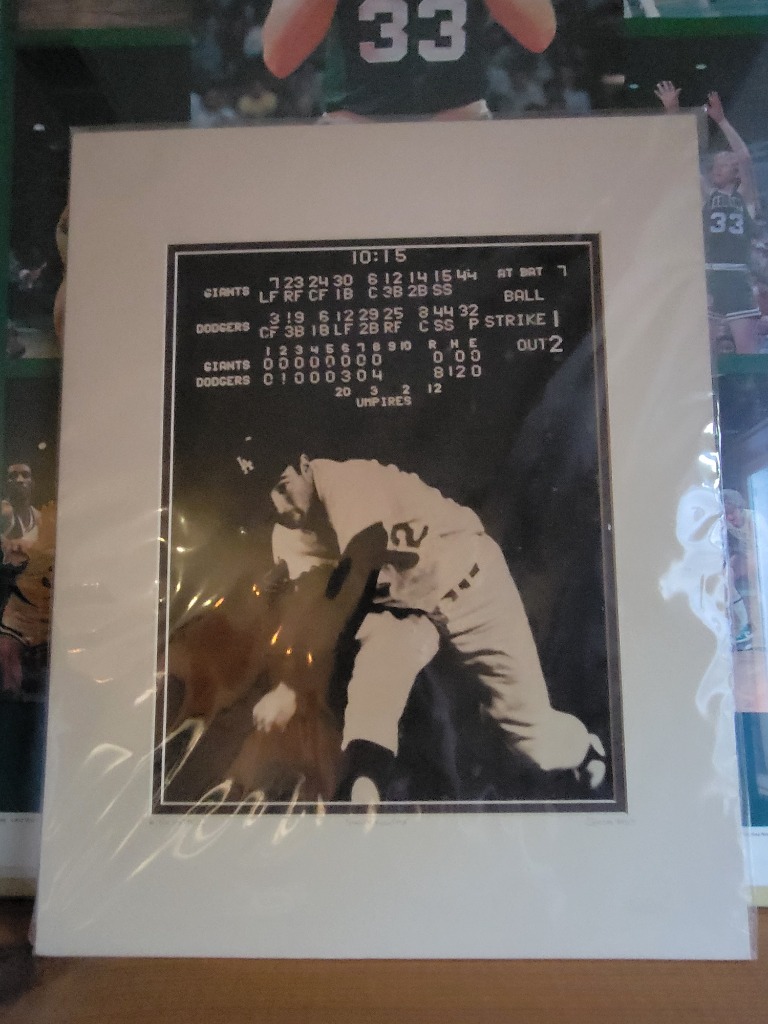 33
33
10:15
GIANTS 7 23 24 30 6 12 14 15 44 AT BAT 7
LF RF CF 1B C 3B 2B SS BALL
DODGERS 3 19 6 12 29 25 8 44 32
CF 3B 1B LF 2B RF C SS P STRIKE 1
1 2 3 4 5 6 7 8 9 10 R H E OUT 2
GIANTS 0 0 0 0 0 0 0 0 0 0 0
DODGERS 0 1 0 0 0 3 0 4 8 12 0
20 3 2 12
UMPIRES
LA